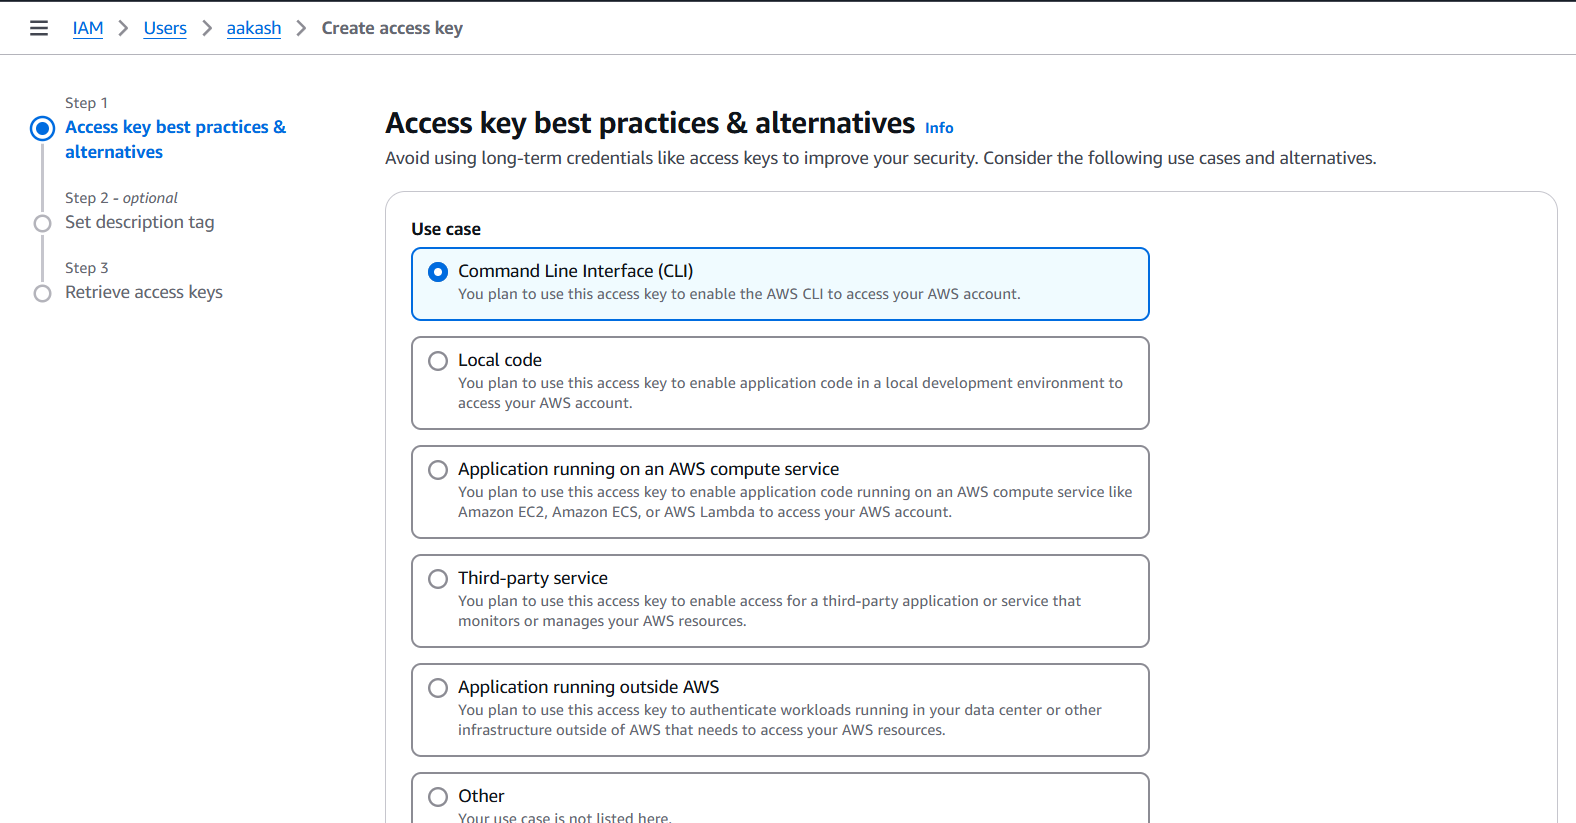 IAM > Users > aakash > Create access key
Step 1
Access key best practices &
alternatives
Step 2 - optional
Set description tag
Step 3
Retrieve access keys
Access key best practices & alternatives Info
Avoid using long-term credentials like access keys to improve your security. Consider the following use cases and alternatives.
Use case
Command Line Interface (CLI)
You plan to use this access key to enable the AWS CLI to access your AWS account.
Local code
You plan to use this access key to enable application code in a local development environment to
access your AWS account.
Application running on an AWS compute service
You plan to use this access key to enable application code running on an AWS compute service like
Amazon EC2, Amazon ECS, or AWS Lambda to access your AWS account.
Third-party service
You plan to use this access key to enable access for a third-party application or service that
monitors or manages your AWS resources.
Application running outside AWS
You plan to use this access key to authenticate workloads running in your data center or other
infrastructure outside of AWS that needs to access your AWS resources.
Other
Your use case is not listed here.